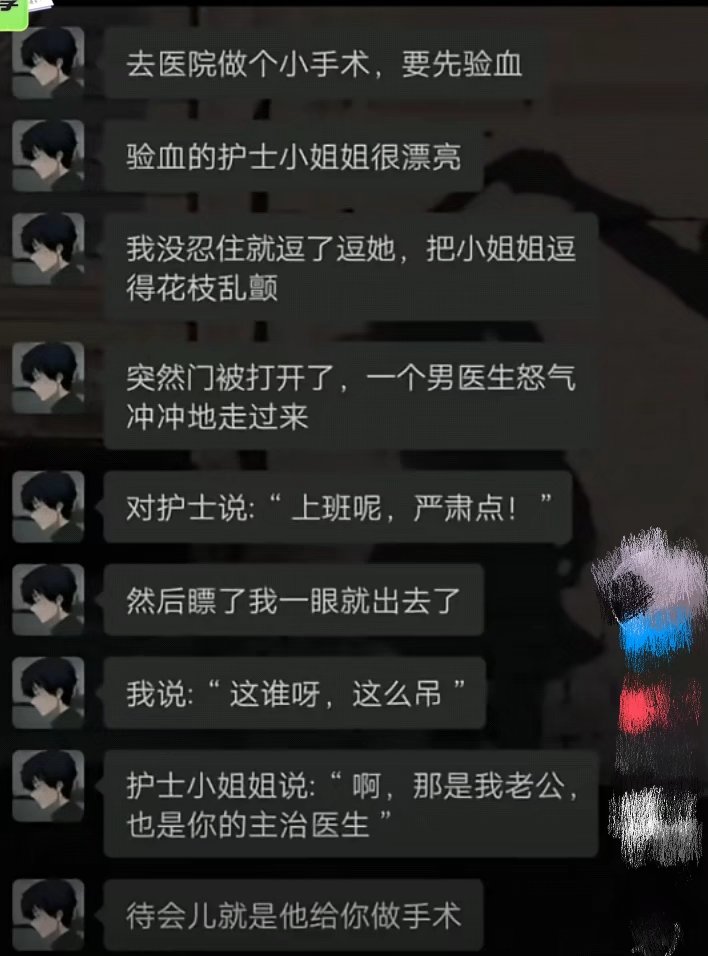 去医院做个小手术，要先验血
验血的护士小姐姐很漂亮
我没忍住就逗了逗她，把小姐姐逗
得花枝乱颤
突然门被打开了，一个男医生怒气
冲冲地走过来
对护士说:“ 上班呢，严肃点！”
然后瞟了我一眼就出去了
我说:“ 这谁呀，这么吊 ”
护士小姐姐说:“ 啊，那是我老公，
也是你的主治医生 ”
待会儿就是他给你做手术